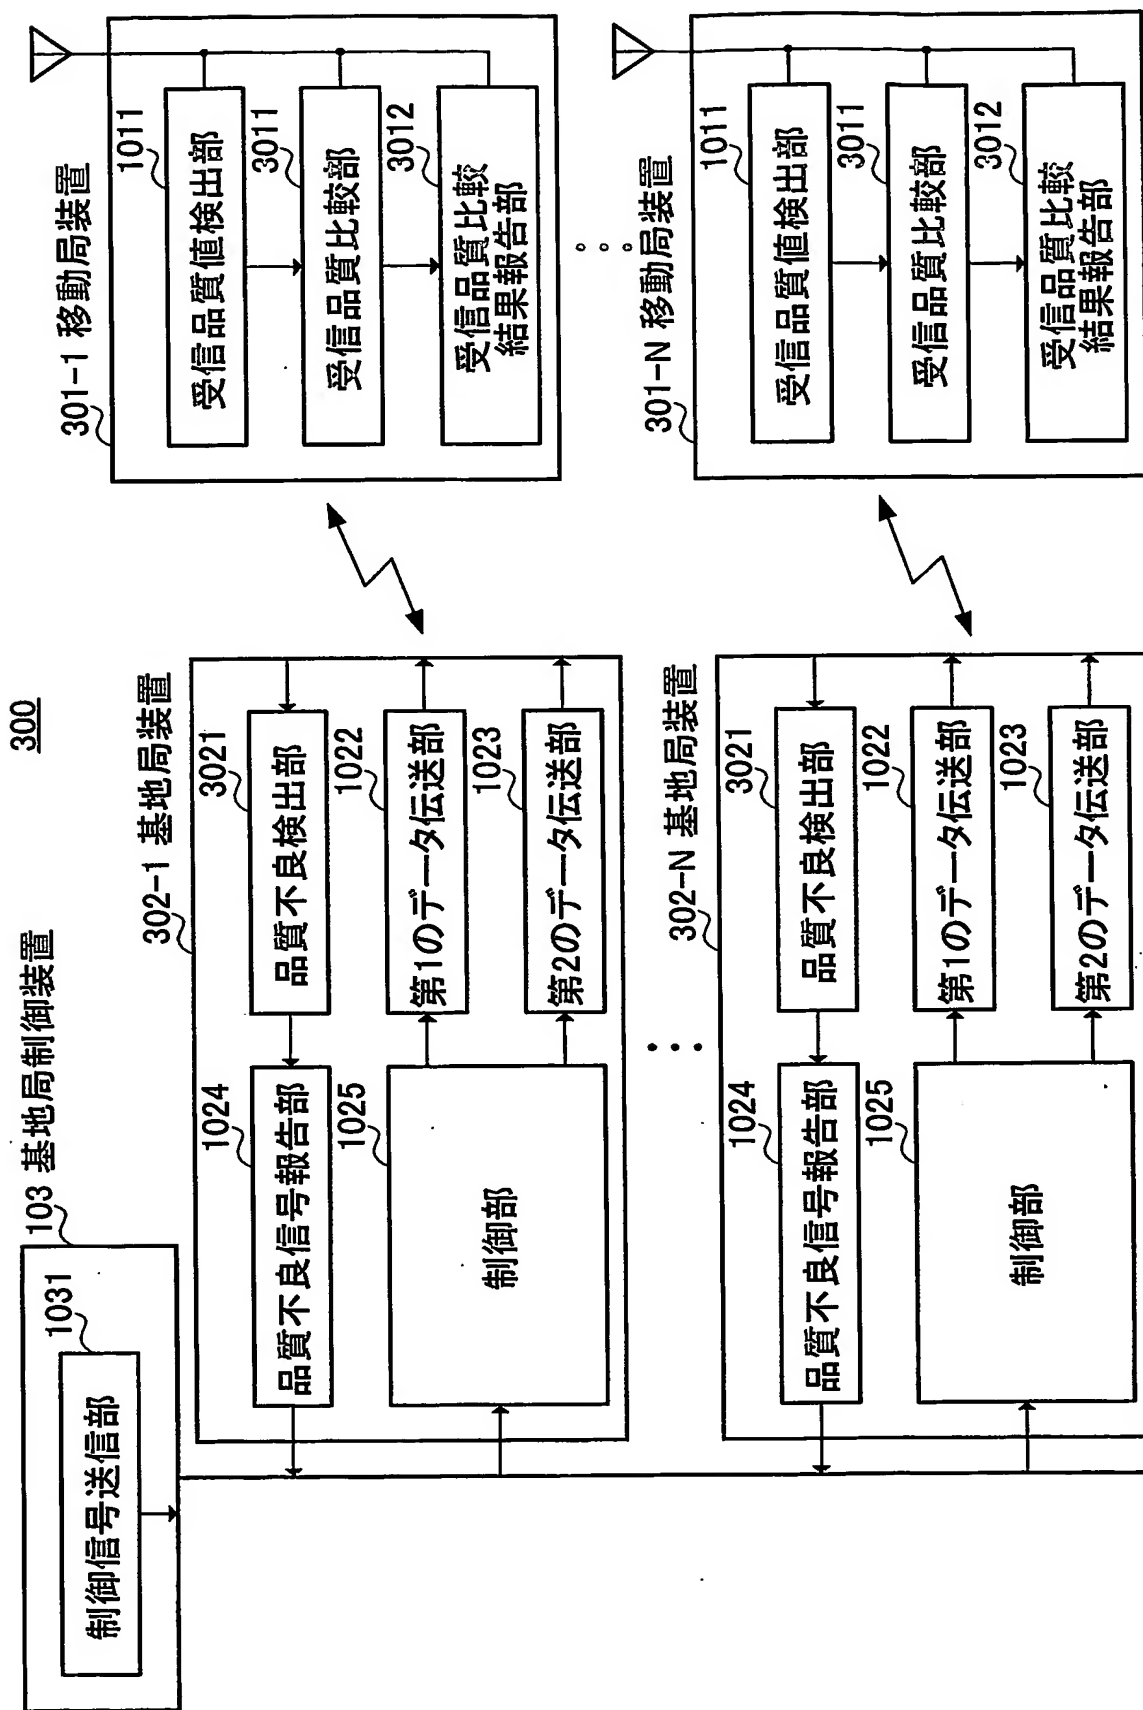 300
103 基地局制御装置
1031
制御信号送信部
302-1 基地局装置
1024
品質不良信号報告部
3021
品質不良検出部
1025
制御部
1022
第1のデータ伝送部
1023
第2のデータ伝送部
302-N 基地局装置
1024
品質不良信号報告部
3021
品質不良検出部
1025
制御部
1022
第1のデータ伝送部
1023
第2のデータ伝送部
301-1 移動局装置
1011
受信品質値検出部
3011
受信品質比較部
3012
受信品質比較
結果報告部
301-N 移動局装置
1011
受信品質値検出部
3011
受信品質比較部
3012
受信品質比較
結果報告部